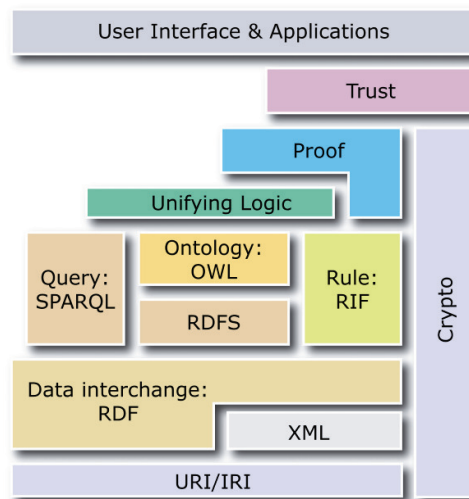 User Interface & Applications
Trust
Proof
Unifying Logic
Query:
SPARQL
Ontology:
OWL
RDFS
Rule:
RIF
Crypto
Data interchange:
RDF
XML
URI/IRI